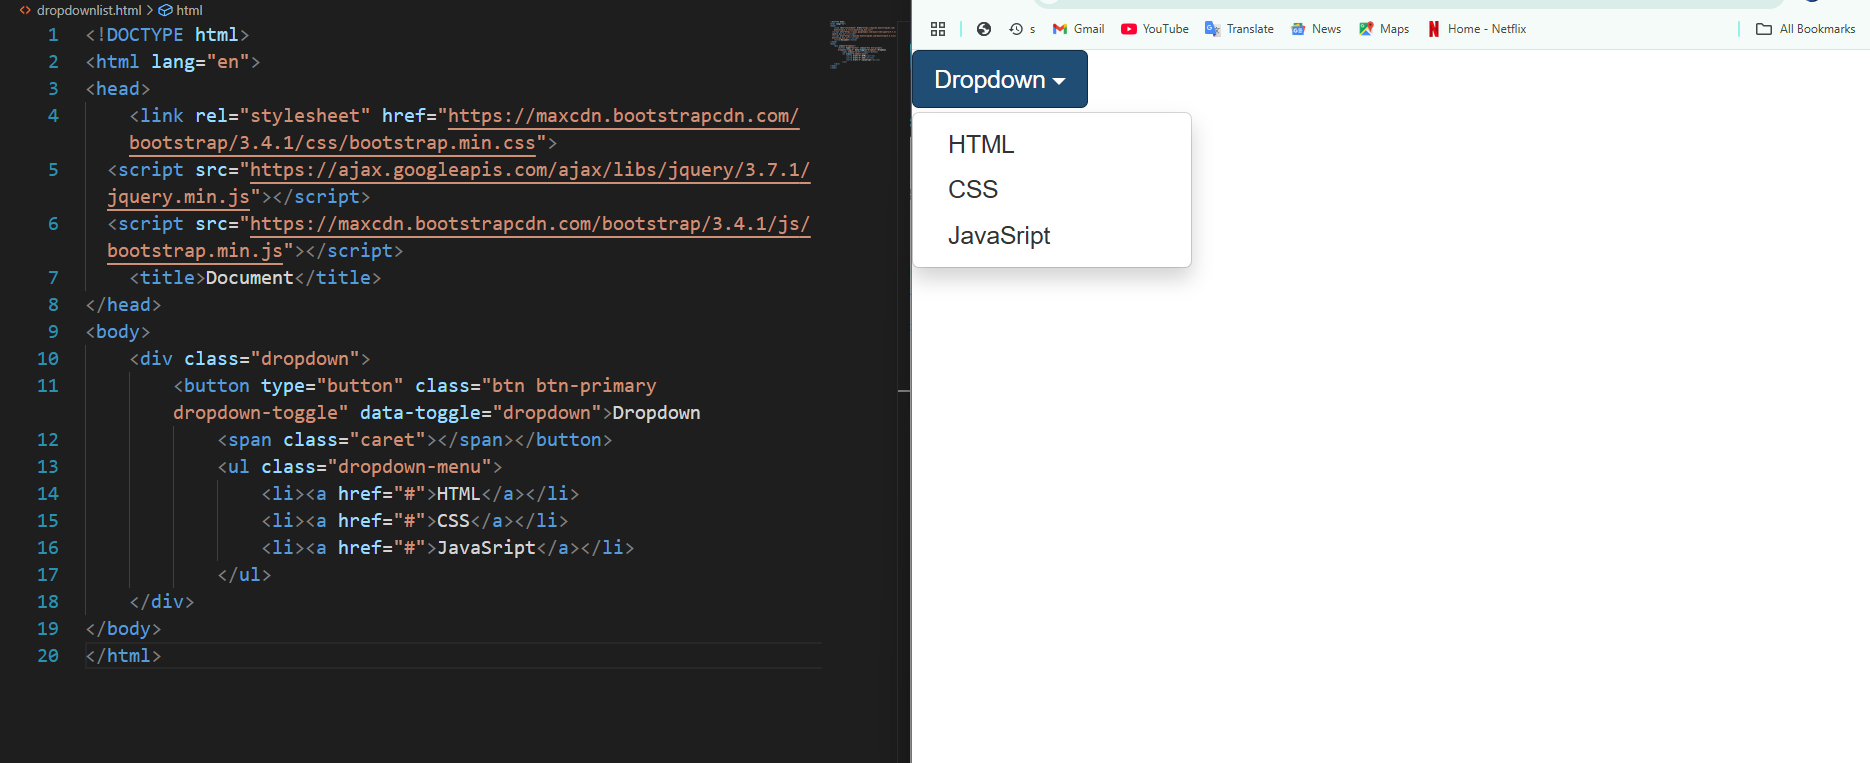 dropdownlist.html > html
1 <!DOCTYPE html>
2 <html lang="en">
3 <head>
4 <link rel="stylesheet" href="https://maxcdn.bootstrapcdn.com/
bootstrap/3.4.1/css/bootstrap.min.css">
5 <script src="https://ajax.googleapis.com/ajax/libs/jquery/3.7.1/
jquery.min.js"></script>
6 <script src="https://maxcdn.bootstrapcdn.com/bootstrap/3.4.1/js/
bootstrap.min.js"></script>
7 <title>Document</title>
8 </head>
9 <body>
10 <div class="dropdown">
11 <button type="button" class="btn btn-primary
dropdown-toggle" data-toggle="dropdown">Dropdown
12 <span class="caret"></span></button>
13 <ul class="dropdown-menu">
14 <li><a href="#">HTML</a></li>
15 <li><a href="#">CSS</a></li>
16 <li><a href="#">JavaSript</a></li>
17 </ul>
18 </div>
19 </body>
20 </html>
s Gmail YouTube Translate News Maps Home - Netflix All Bookmarks
Dropdown
HTML
CSS
JavaSript